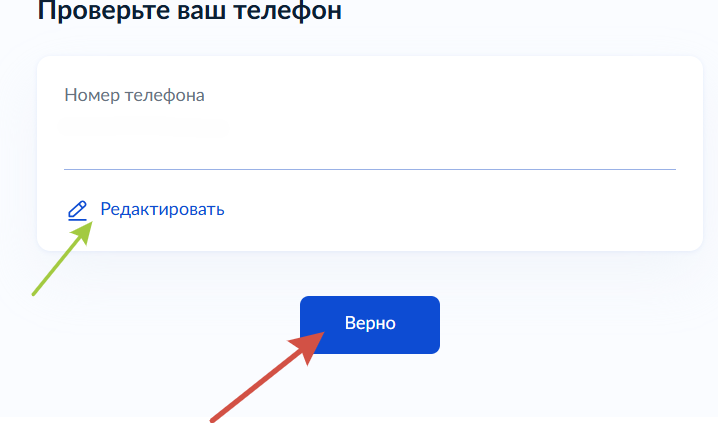 Проверьте ваш телефон
Номер телефона
Редактировать
Верно